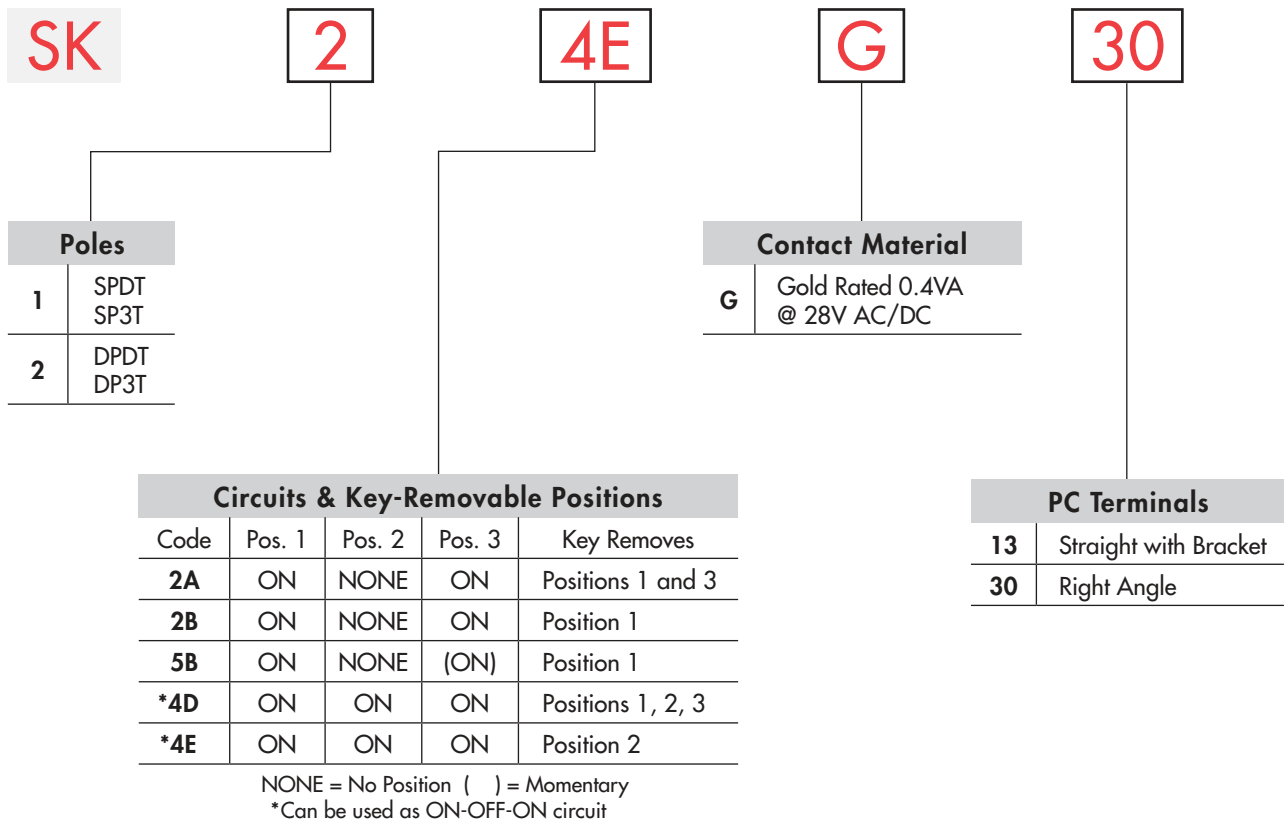 SK 2 4E G 30
Poles
1 SPDT
SP3T
2 DPDT
DP3T
Contact Material
G Gold Rated 0.4VA
@ 28V AC/DC
Circuits & Key-Removable Positions
Code Pos. 1 Pos. 2 Pos. 3 Key Removes
2A ON NONE ON Positions 1 and 3
2B ON NONE ON Position 1
5B ON NONE (ON) Position 1
*4D ON ON ON Positions 1, 2, 3
*4E ON ON ON Position 2
NONE = No Position ( ) = Momentary
*Can be used as ON-OFF-ON circuit
PC Terminals
13 Straight with Bracket
30 Right Angle